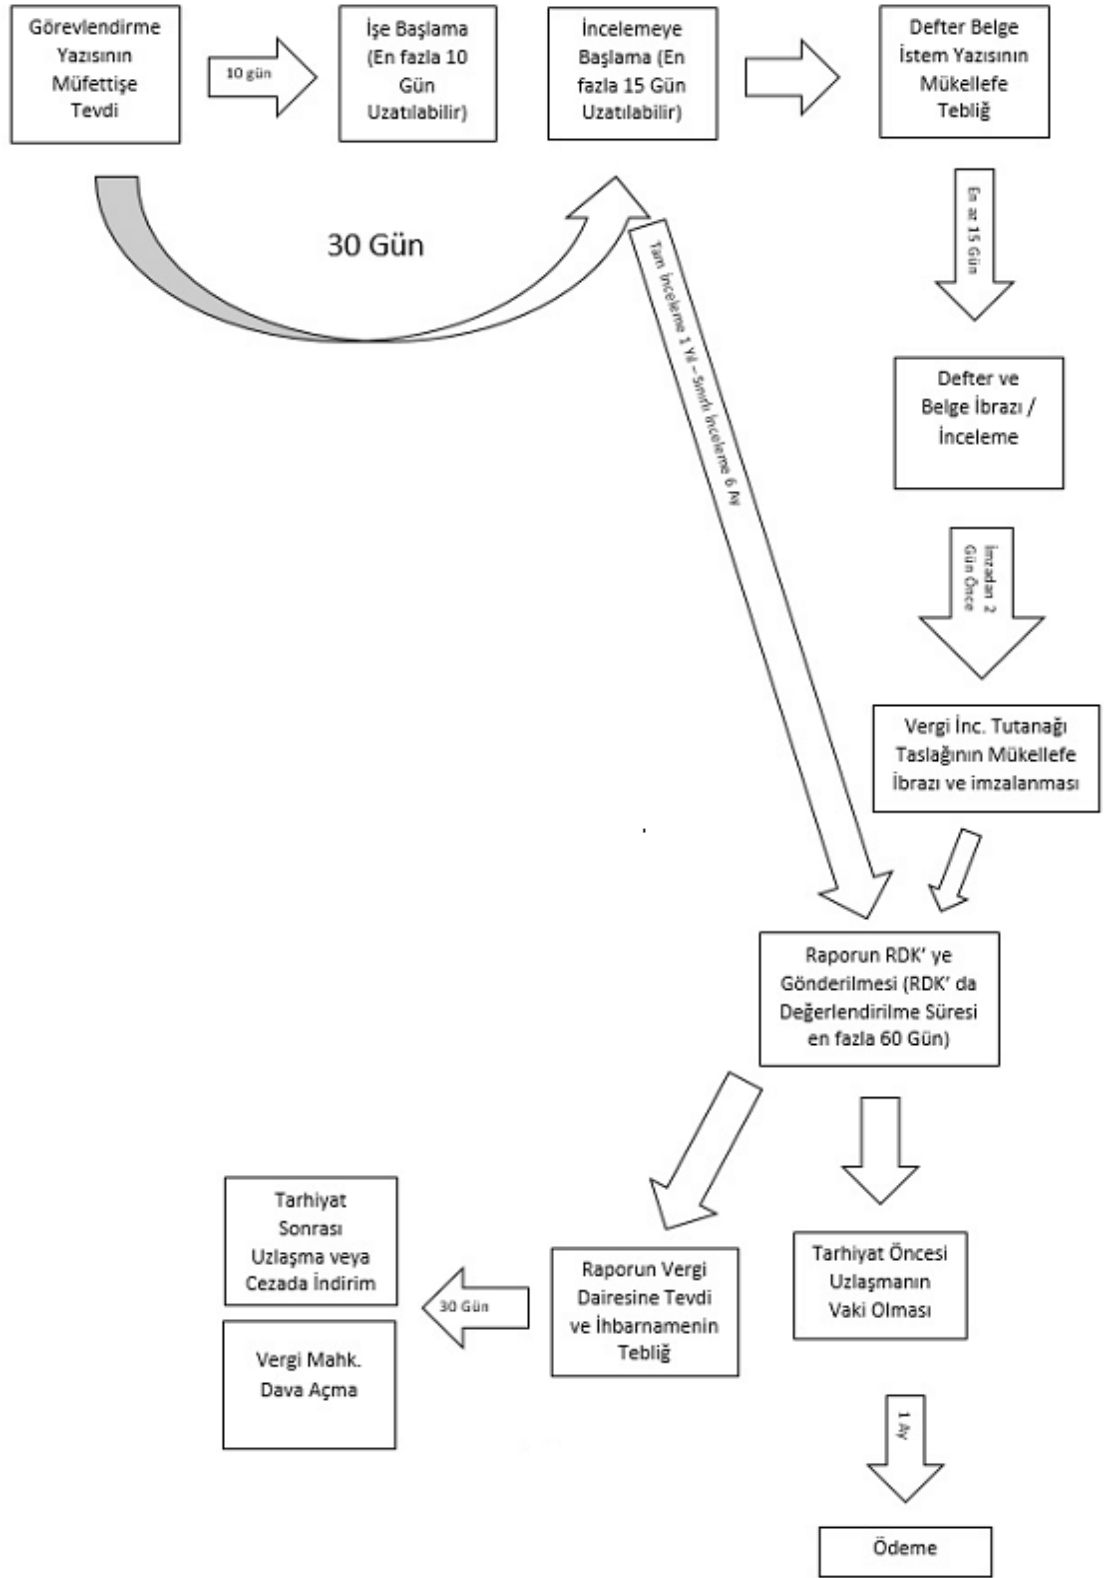 Görevlendirme
Yazısının
Müfettişe
Tevdi
10 gün
İşe Başlama
(En fazla 10
Gün
Uzatılabilir)
İncelemeye
Başlama (En
fazla 15 Gün
Uzatılabilir)
Defter Belge
İstem Yazısının
Mükellefe
Tebliğ
30 Gün
En az 15 Gün
Tam İnceleme 1 Yıl – Sınırlı İnceleme 6 Ay
Defter ve
Belge İbrazı /
İnceleme
İmzadan 2
Gün Önce
Vergi İnc. Tutanağı
Taslağının Mükellefe
İbrazı ve imzalanması
Raporun RDK’ ye
Gönderilmesi (RDK’ da
Değerlendirilme Süresi
en fazla 60 Gün)
Tarhiyat
Sonrası
Uzlaşma veya
Cezada İndirim
Vergi Mahk.
Dava Açma
30 Gün
Raporun Vergi
Dairesine Tevdi
ve İhbarnamenin
Tebliğ
Tarhiyat Öncesi
Uzlaşmanın
Vaki Olması
1 Ay
Ödeme